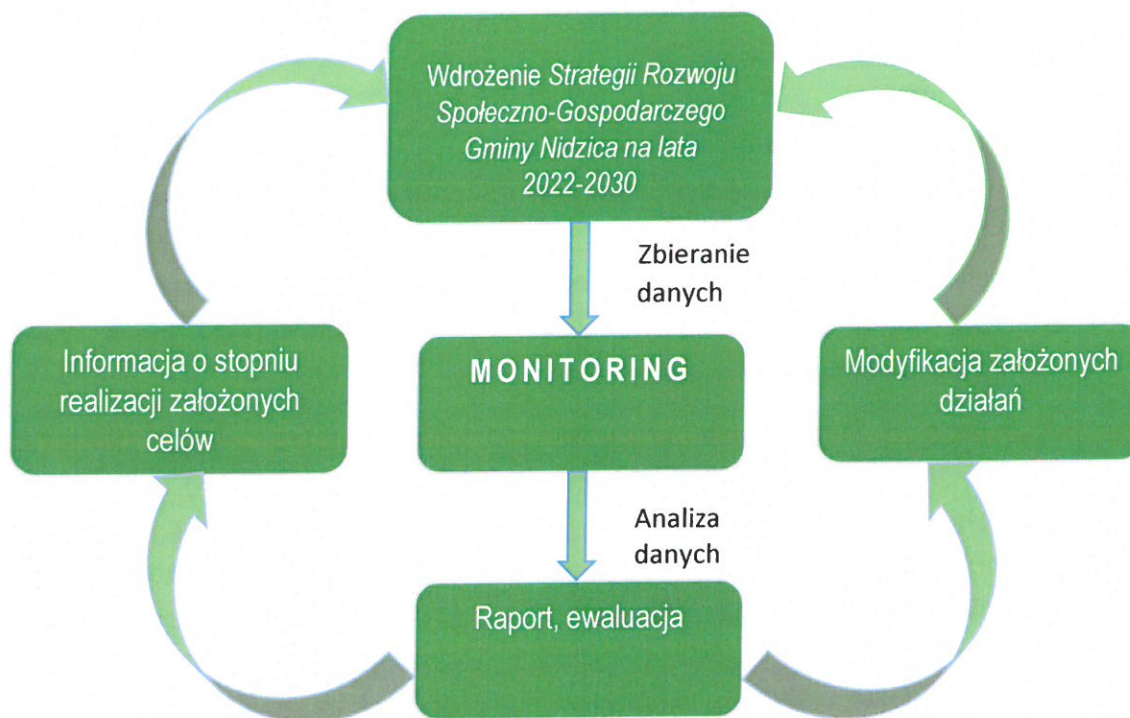 Wdrożenie Strategii Rozwoju
Społeczno-Gospodarczego
Gminy Nidzica na lata
2022-2030
Zbieranie
danych
Informacja o stopniu
realizacji założonych
celów
MONITORING
Modyfikacja założonych
działań
Analiza
danych
Raport, ewaluacja